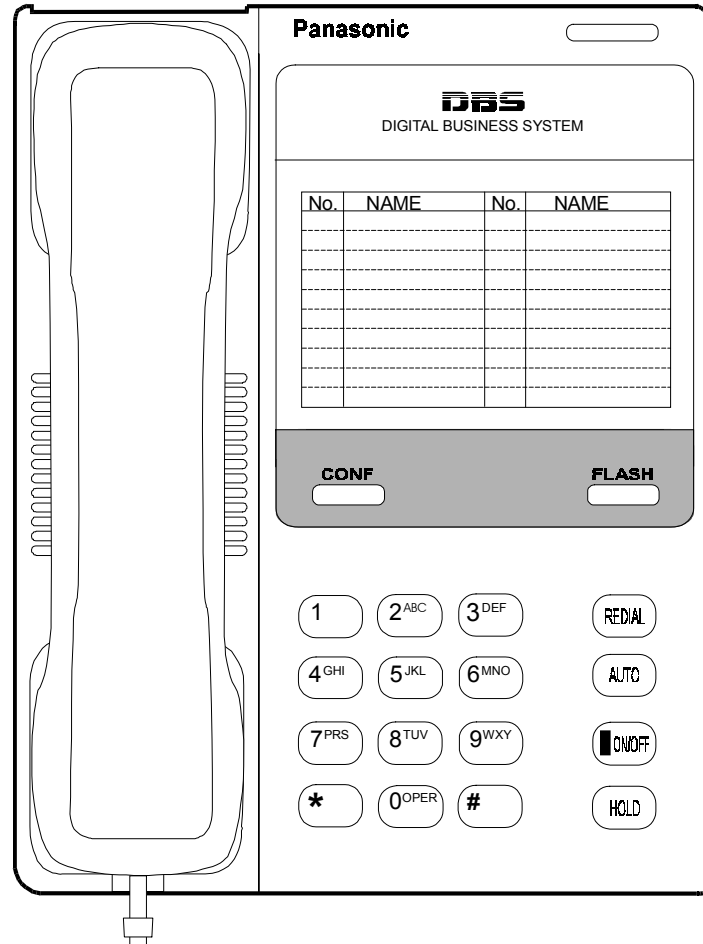 Panasonic
DBS
DIGITAL BUSINESS SYSTEM
No. NAME No. NAME
CONF FLASH
1 2ABC 3DEF REDIAL
4GHI 5JKL 6MNO AUTO
7PRS 8TUV 9WXY ON/OFF
* 0OPER # HOLD